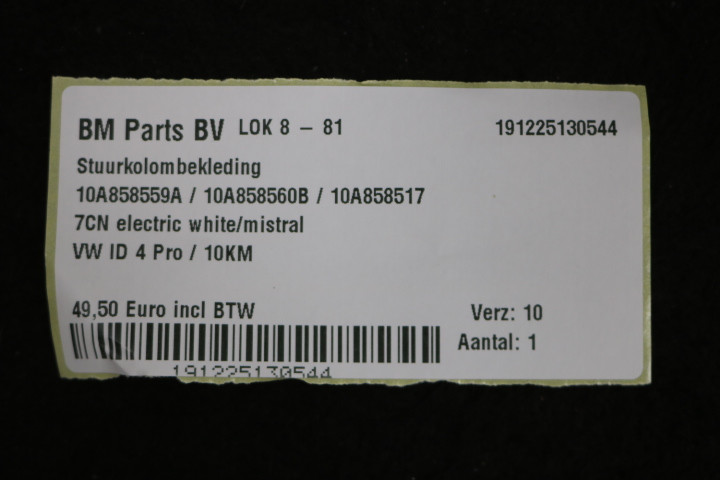 BM Parts BV LOK 8 - 81 191225130544
Stuurkolombekleding
10A858559A / 10A858560B / 10A858517
7CN electric white/mistral
VW ID 4 Pro / 10KM
49,50 Euro incl BTW Verz: 10
Aantal: 1
191225130544